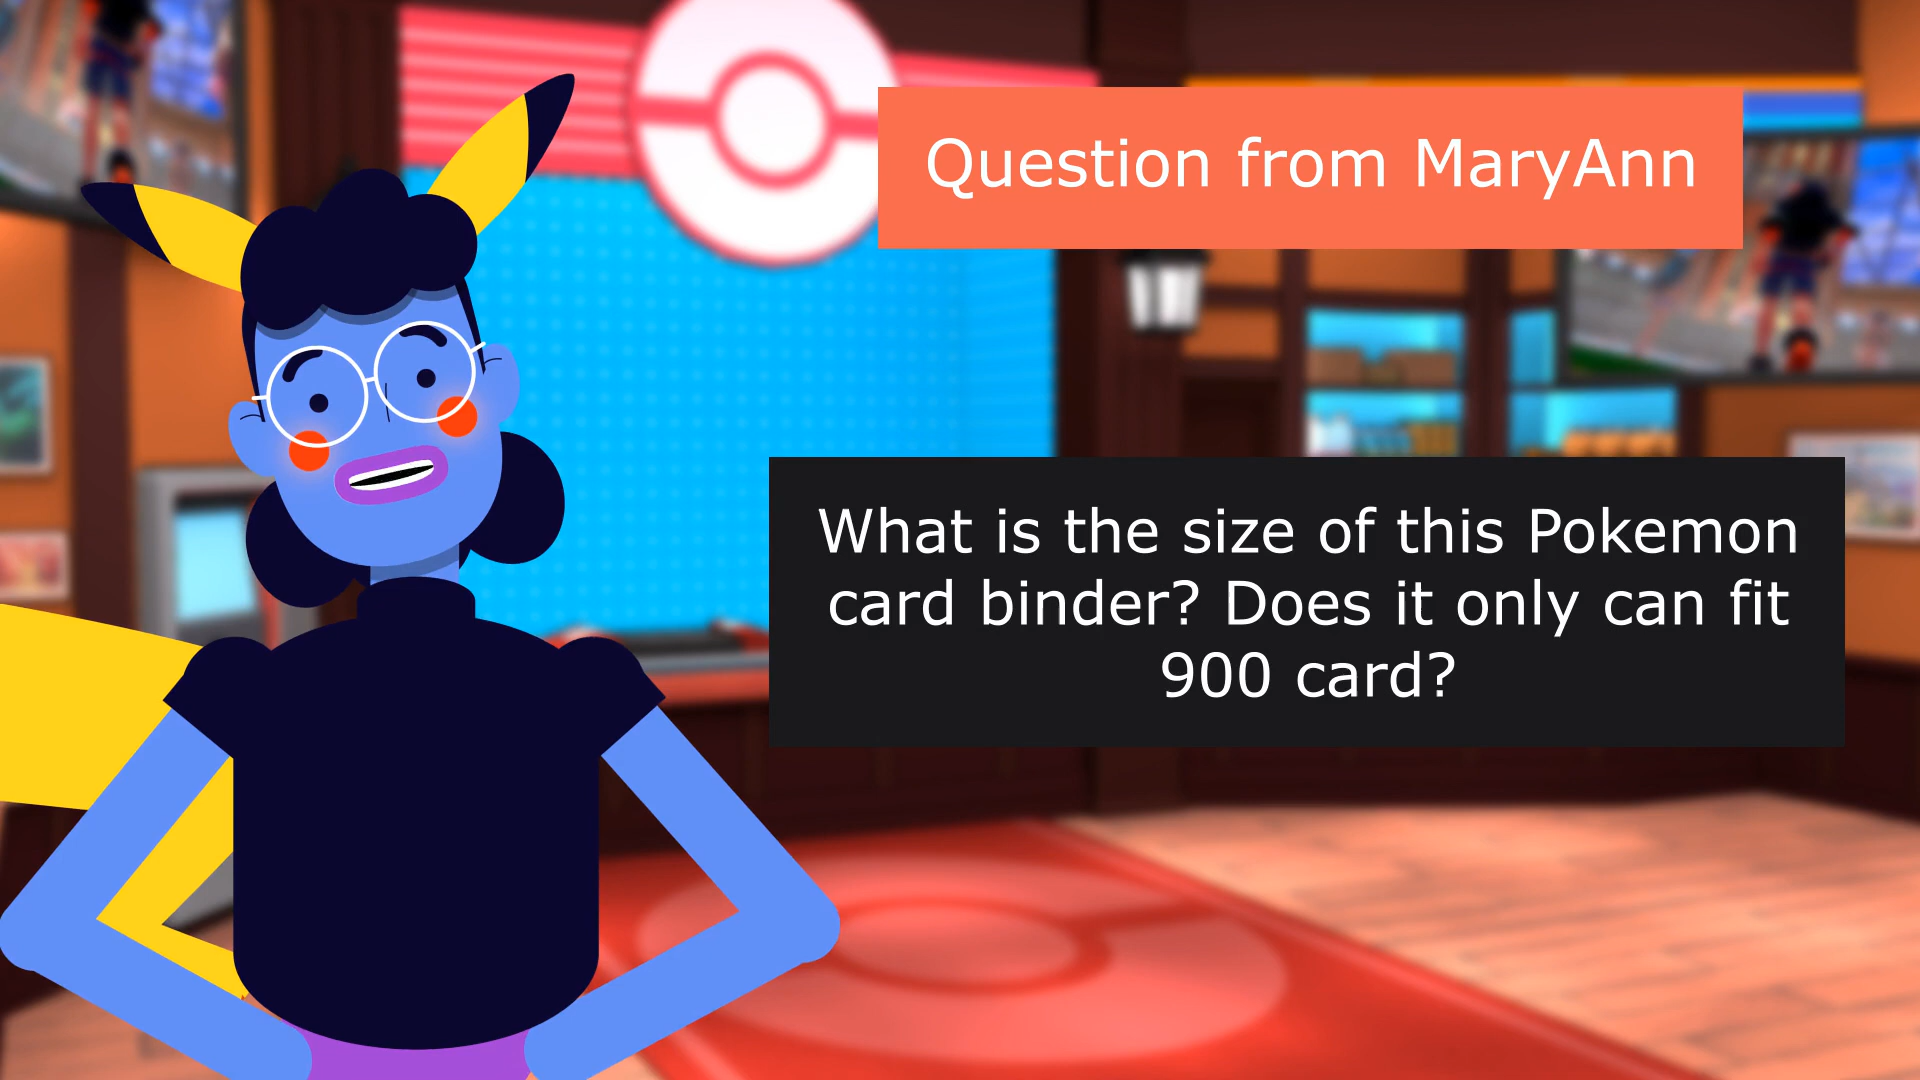 Question from MaryAnn
What is the size of this Pokemon
card binder? Does it only can fit
900 card?